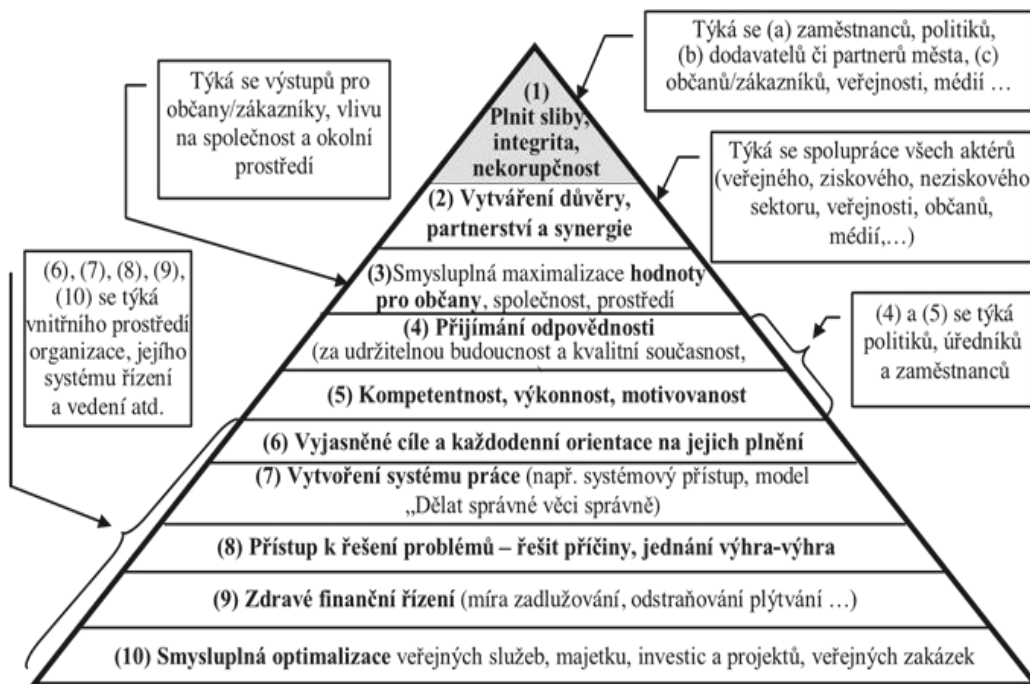 Týká se (a) zaměstnanců, politiků,
(b) dodavatelů či partnerů města, (c)
občanů/zákazníků, veřejnosti, médií …
Týká se výstupů pro
občany/zákazníky, vlivu
na společnost a okolní
prostředí
(1)
Plnit sliby,
integrita,
nekorupčnost
Týká se spolupráce všech aktérů
(veřejného, ziskového, neziskového
sektoru, veřejnosti, občanů,
médií,…)
(2) Vytváření důvěry,
partnerství a synergie
(6), (7), (8), (9),
(10) se týká
vnitřního prostředí
organizace, jejího
systému řízení
a vedení atd.
(3)Smysluplná maximalizace hodnoty
pro občany, společnost, prostředí
(4) a (5) se týká
politiků, úředníků
a zaměstnanců
(4) Přijímání odpovědnosti
(za udržitelnou budoucnost a kvalitní současnost,
(5) Kompetentnost, výkonnost, motivovanost
(6) Vyjasněné cíle a každodenní orientace na jejich plnění
(7) Vytvoření systému práce (např. systémový přístup, model
„Dělat správné věci správně)
(8) Přístup k řešení problémů – řešit příčiny, jednání výhra-výhra
(9) Zdravé finanční řízení (míra zadlužování, odstraňování plýtvání …)
(10) Smysluplná optimalizace veřejných služeb, majetku, investic a projektů, veřejných zakázek